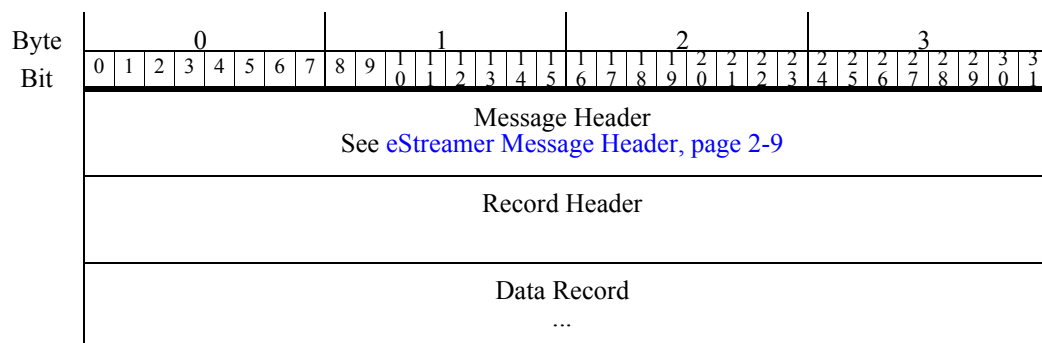 Byte 0 1 2 3
Bit 0 1 2 3 4 5 6 7 8 9 10 11 12 13 14 15 16 17 18 19 20 21 22 23 24 25 26 27 28 29 30 31
Message Header
See eStreamer Message Header, page 2-9
Record Header
Data Record
...